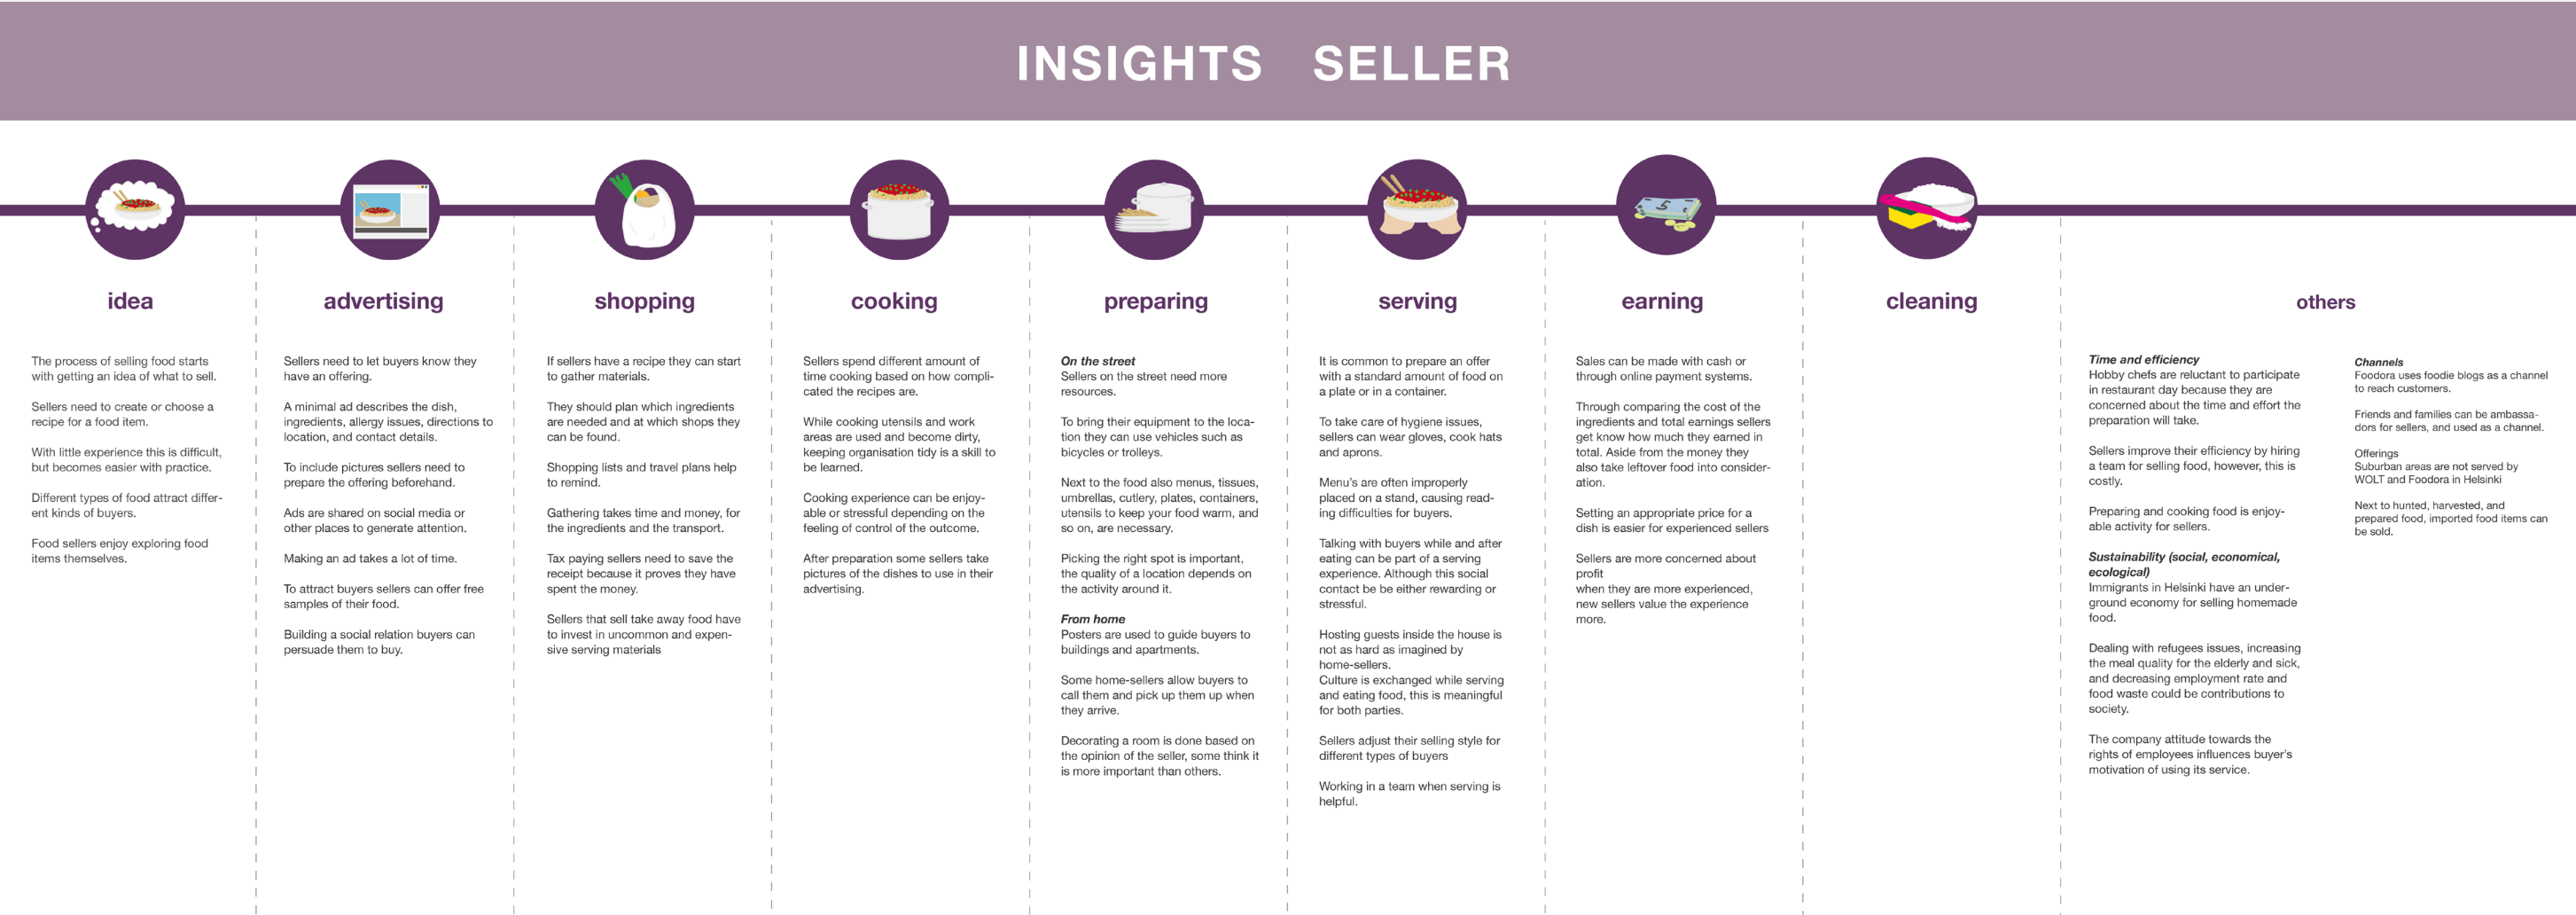 INSIGHTS SELLER
idea
The process of selling food starts
with getting an idea of what to sell.
Sellers need to create or choose a
recipe for a food item.
With little experience this is difficult,
but becomes easier with practice.
Different types of food attract differ-
ent kinds of buyers.
Food sellers enjoy exploring food
items themselves.
advertising
Sellers need to let buyers know they
have an offering.
A minimal ad describes the dish,
ingredients, allergy issues, directions to
location, and contact details.
To include pictures sellers need to
prepare the offering beforehand.
Ads are shared on social media or
other places to generate attention.
Making an ad takes a lot of time.
To attract buyers sellers can offer free
samples of their food.
Building a social relation buyers can
persuade them to buy.
shopping
If sellers have a recipe they can start
to gather materials.
They should plan which ingredients
are needed and at which shops they
can be found.
Shopping lists and travel plans help
to remind.
Gathering takes time and money, for
the ingredients and the transport.
Tax paying sellers need to save the
receipt because it proves they have
spent the money.
Sellers that sell take away food have
to invest in uncommon and expen-
sive serving materials
cooking
Sellers spend different amount of
time cooking based on how compli-
cated the recipes are.
While cooking utensils and work
areas are used and become dirty,
keeping organisation tidy is a skill to
be learned.
Cooking experience can be enjoy-
able or stressful depending on the
feeling of control of the outcome.
After preparation some sellers take
pictures of the dishes to use in their
advertising.
preparing
On the street
Sellers on the street need more
resources.
To bring their equipment to the loca-
tion they can use vehicles such as
bicycles or trolleys.
Next to the food also menus, tissues,
umbrellas, cutlery, plates, containers,
utensils to keep your food warm, and
so on, are necessary.
Picking the right spot is important,
the quality of a location depends on
the activity around it.
From home
Posters are used to guide buyers to
buildings and apartments.
Some home-sellers allow buyers to
call them and pick up them up when
they arrive.
Decorating a room is done based on
the opinion of the seller, some think it
is more important than others.
serving
It is common to prepare an offer
with a standard amount of food on
a plate or in a container.
To take care of hygiene issues,
sellers can wear gloves, cook hats
and aprons.
Menu's are often improperly
placed on a stand, causing read-
ing difficulties for buyers.
Talking with buyers while and after
eating can be part of a serving
experience. Although this social
contact be be either rewarding or
stressful.
Hosting guests inside the house is
not as hard as imagined by
home-sellers.
Culture is exchanged while serving
and eating food, this is meaningful
for both parties.
Sellers adjust their selling style for
different types of buyers
Working in a team when serving is
helpful.
earning
5
Sales can be made with cash or
through online payment systems.
Through comparing the cost of the
ingredients and total earnings sellers
get know how much they earned in
total. Aside from the money they
also take leftover food into consider-
ation.
Setting an appropriate price for a
dish is easier for experienced sellers
Sellers are more concerned about
profit
when they are more experienced,
new sellers value the experience
more.
cleaning
others
Time and efficiency
Hobby chefs are reluctant to participate
in restaurant day because they are
concerned about the time and effort the
preparation will take.
Sellers improve their efficiency by hiring
a team for selling food, however, this is
costly.
Preparing and cooking food is enjoy-
able activity for sellers.
Sustainability (social, economical,
ecological)
Immigrants in Helsinki have an under-
ground economy for selling homemade
food.
Dealing with refugees issues, increasing
the meal quality for the elderly and sick,
and decreasing employment rate and
food waste could be contributions to
society.
The company attitude towards the
rights of employees influences buyer's
motivation of using its service.
Channels
Foodora uses foodie blogs as a channel
to reach customers.
Friends and families can be ambassa-
dors for sellers, and used as a channel.
Offerings
Suburban areas are not served by
WOLT and Foodora in Helsinki
Next to hunted, harvested, and
prepared food, imported food items can
be sold.